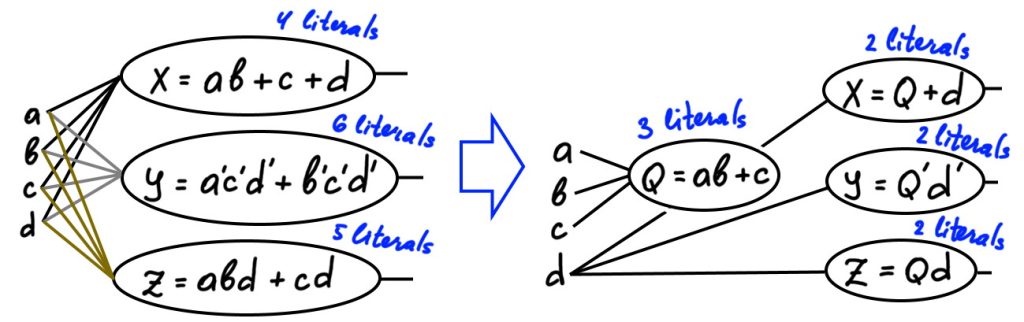 4 literals
X = ab + c + d
6 literals
y = a'c'd' + b'c'd'
5 literals
Z = abd + cd
a
b
c
d
2 literals
X = Q + d
3 literals
Q = ab + c
2 literals
y = Q'd'
2 literals
Z = Qd
a
b
c
d